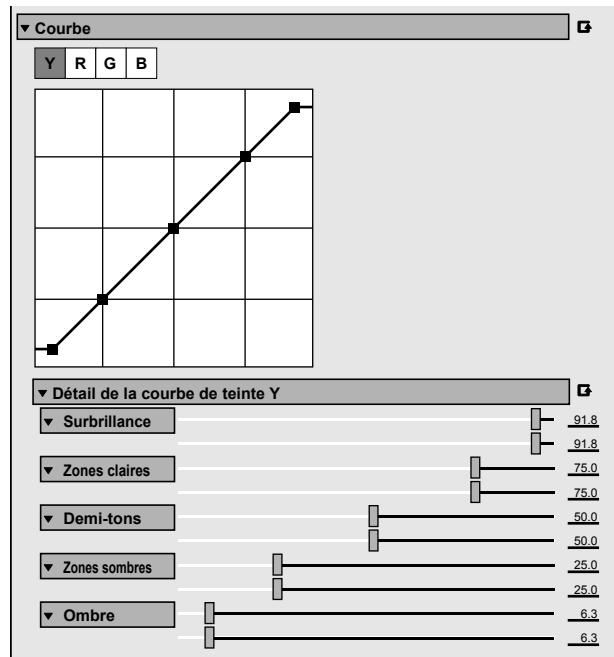 Courbe
Y R G B
Détail de la courbe de teinte Y
Surbrillance 91.8
91.8
Zones claires 75.0
75.0
Demi-tons 50.0
50.0
Zones sombres 25.0
25.0
Ombre 6.3
6.3